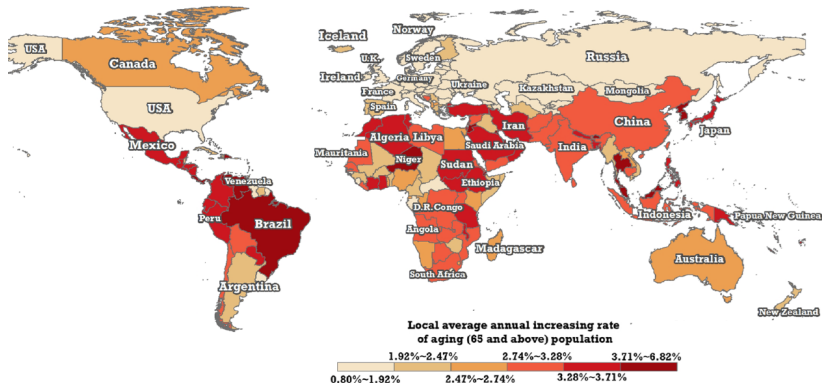 Iceland
Norway
USA
Canada
U.K.
Sweden
Russia
Ireland
Germany
Ukraine
France
Kazakhstan
Mongolia
USA
Spain
China
Japan
Mexico
Algeria
Libya
Iran
Mauritania
Niger
Saudi Arabia
India
Sudan
Venezuela
Ethiopia
Peru
Brazil
D.R.Congo
Indonesia
Papua New Guinea
Angola
Madagascar
Australia
South Africa
Argentina
New Zealand
Local average annual increasing rate
of aging (65 and above) population
1.92%~2.47% 2.74%~3.28% 3.71%~6.82%
0.80%~1.92% 2.47%~2.74% 3.28%~3.71%